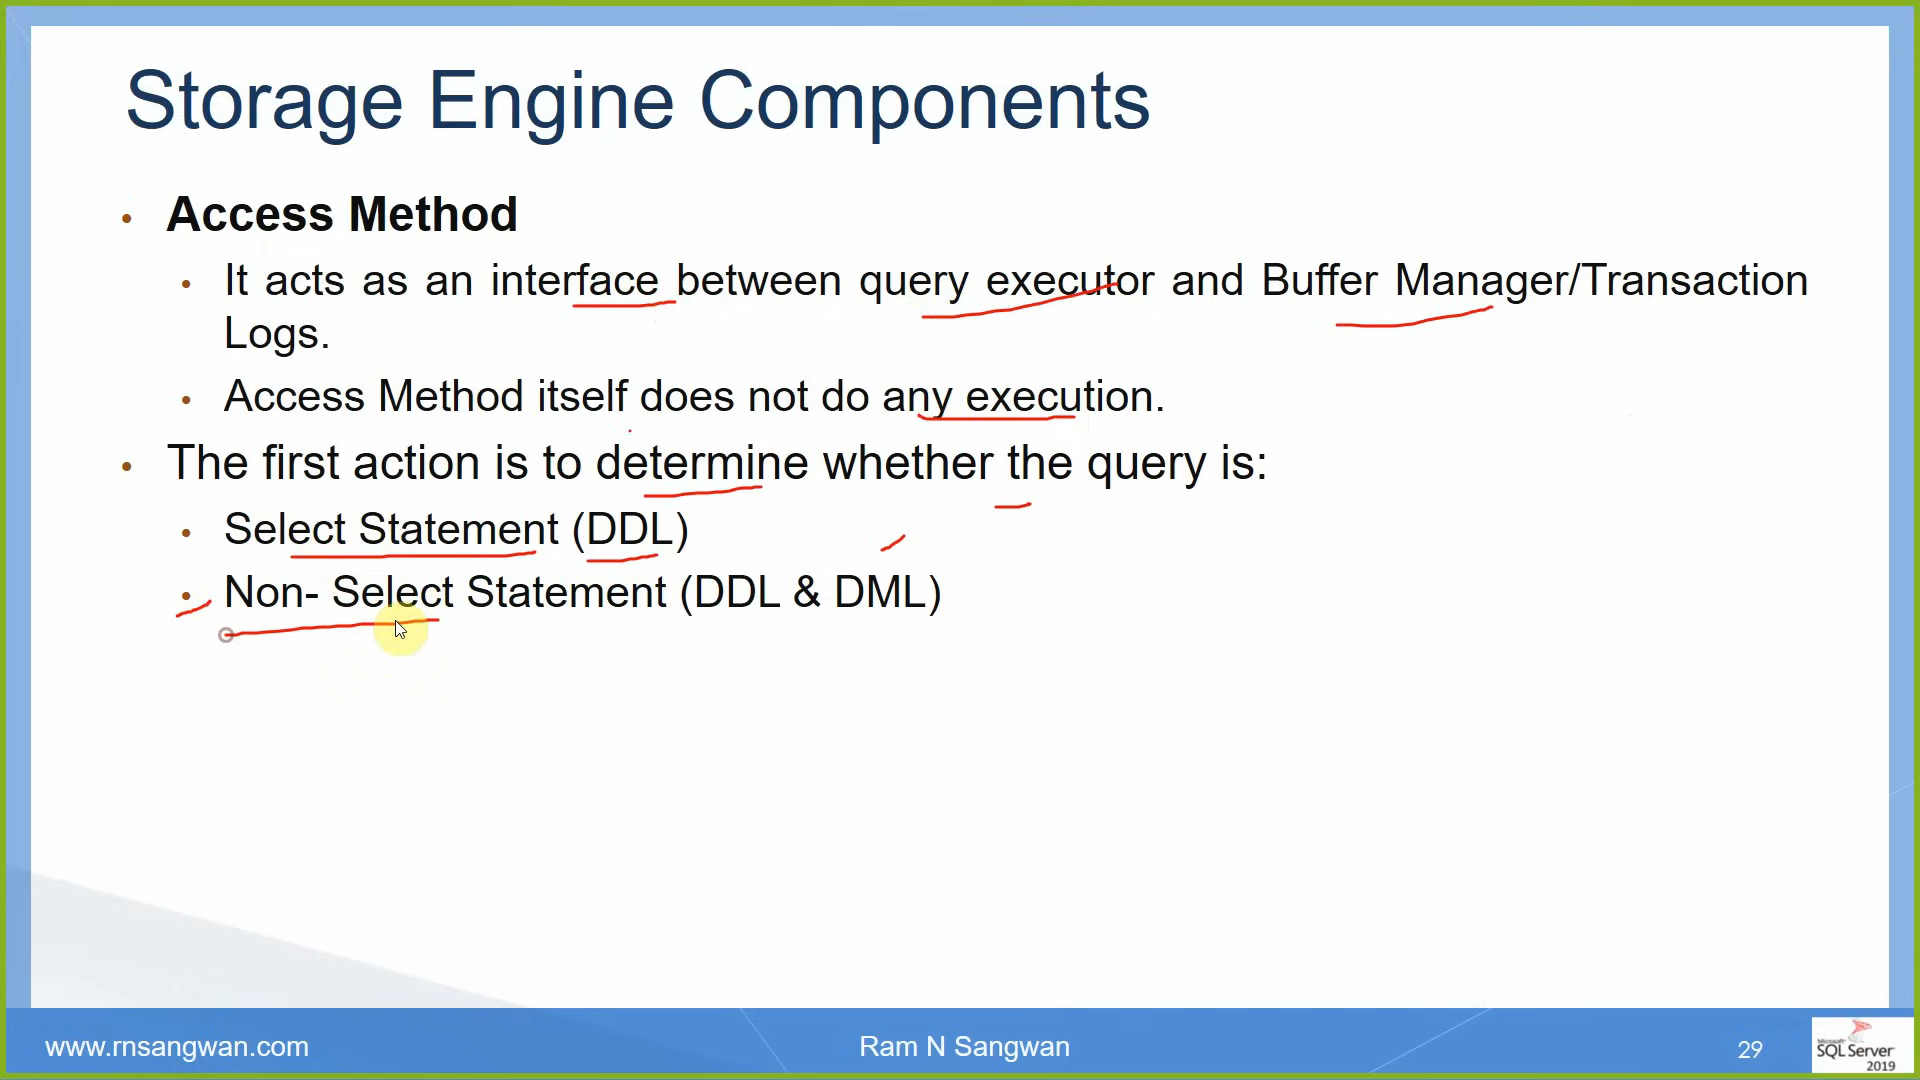 Storage Engine Components
• Access Method
• It acts as an interface between query executor and Buffer Manager/Transaction
Logs.
• Access Method itself does not do any execution.
• The first action is to determine whether the query is:
• Select Statement (DDL)
• Non- Select Statement (DDL & DML)
www.rnsangwan.com
Ram N Sangwan
29
Microsoft
SQL Server
2019